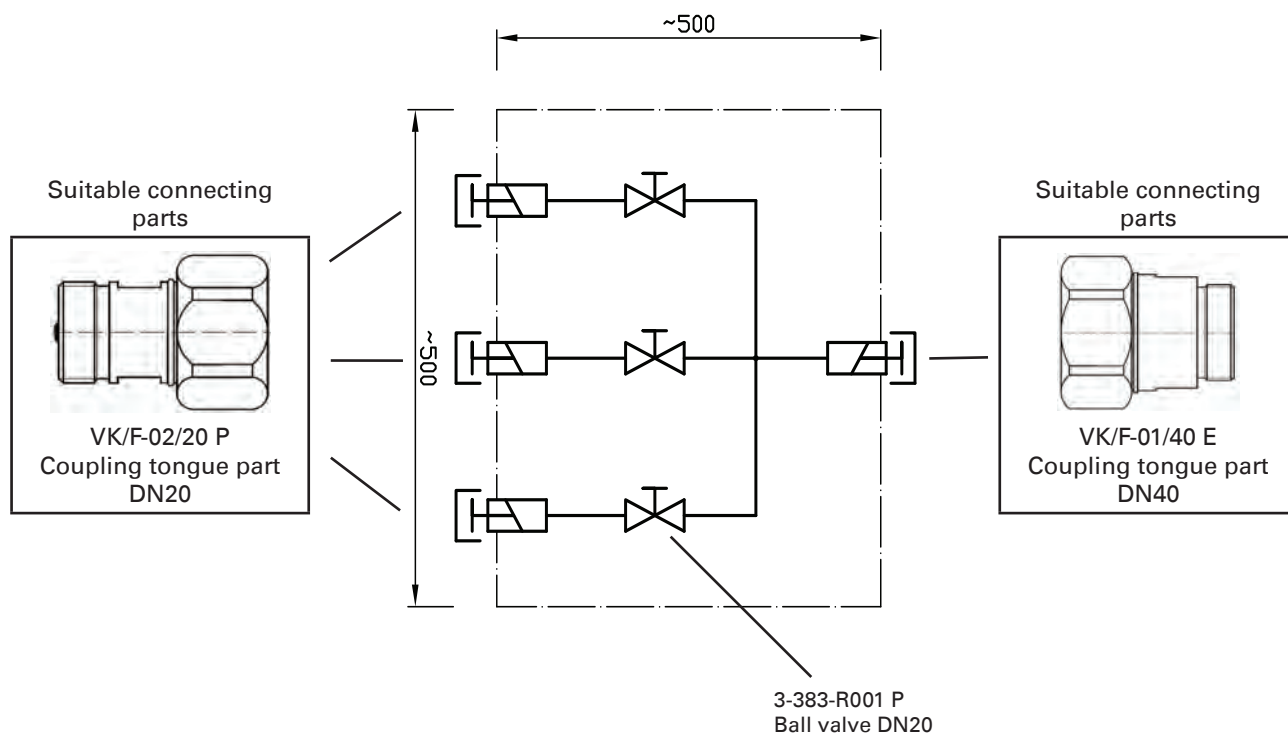 ~500
Suitable connecting
parts
VK/F-02/20 P
Coupling tongue part
DN20
~500
Suitable connecting
parts
VK/F-01/40 E
Coupling tongue part
DN40
3-383-R001 P
Ball valve DN20